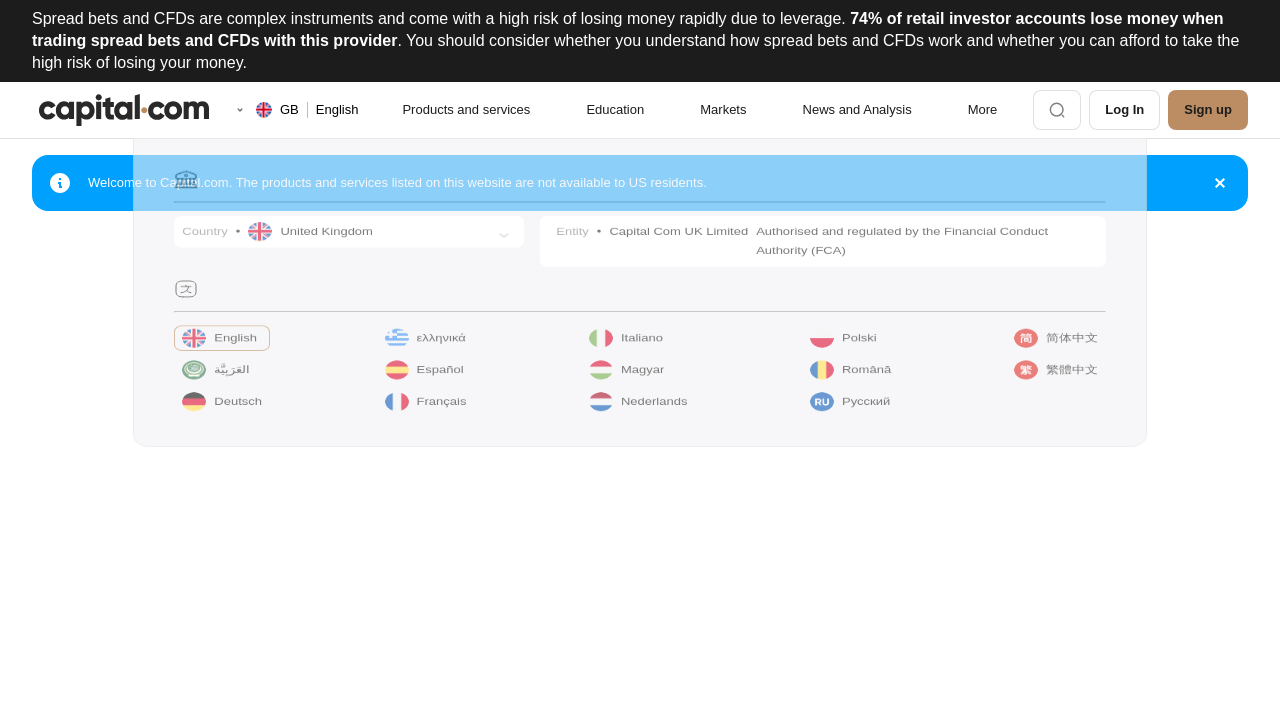 Spread bets and CFDs are complex instruments and come with a high risk of losing money rapidly due to leverage. 74% of retail investor accounts lose money when
trading spread bets and CFDs with this provider. You should consider whether you understand how spread bets and CFDs work and whether you can afford to take the
high risk of losing your money.
capital.com GB English Products and services Education Markets News and Analysis More Log In Sign up
Welcome to Capital.com. The products and services listed on this website are not available to US residents.
Country • United Kingdom Entity • Capital Com UK Limited Authorised and regulated by the Financial Conduct
Authority (FCA)
文
English ελληνικά Italiano Polski 简 简体中文
العَرَبِيَّة Español Magyar Română 繁 繁體中文
Deutsch Français Nederlands RU Русский